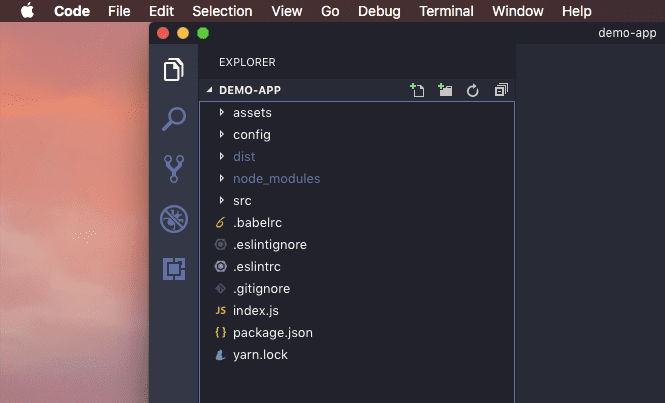 Code File Edit Selection View Go Debug Terminal Window Help
demo-app
EXPLORER
DEMO-APP
assets
config
dist
node_modules
src
.babelrc
.eslintignore
.eslintrc
.gitignore
JS index.js
{ } package.json
yarn.lock